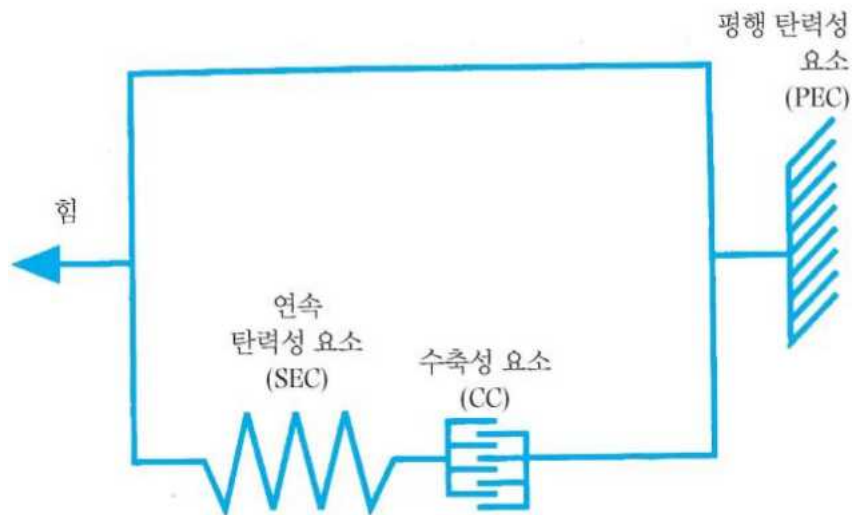 평행 탄력성
요소
(PEC)
힘
연속
탄력성 요소
(SEC)
수축성 요소
(CC)